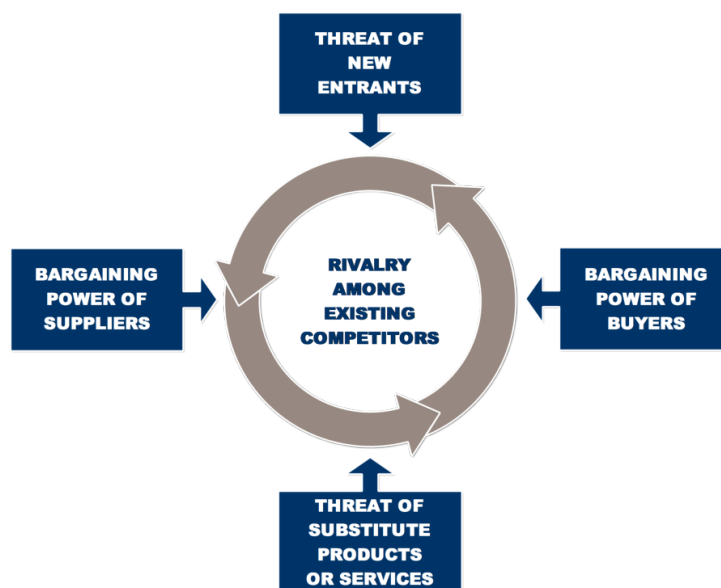 THREAT OF
NEW
ENTRANTS
BARGAINING
POWER OF
SUPPLIERS
RIVALRY
AMONG
EXISTING
COMPETITORS
BARGAINING
POWER OF
BUYERS
THREAT OF
SUBSTITUTE
PRODUCTS
OR SERVICES